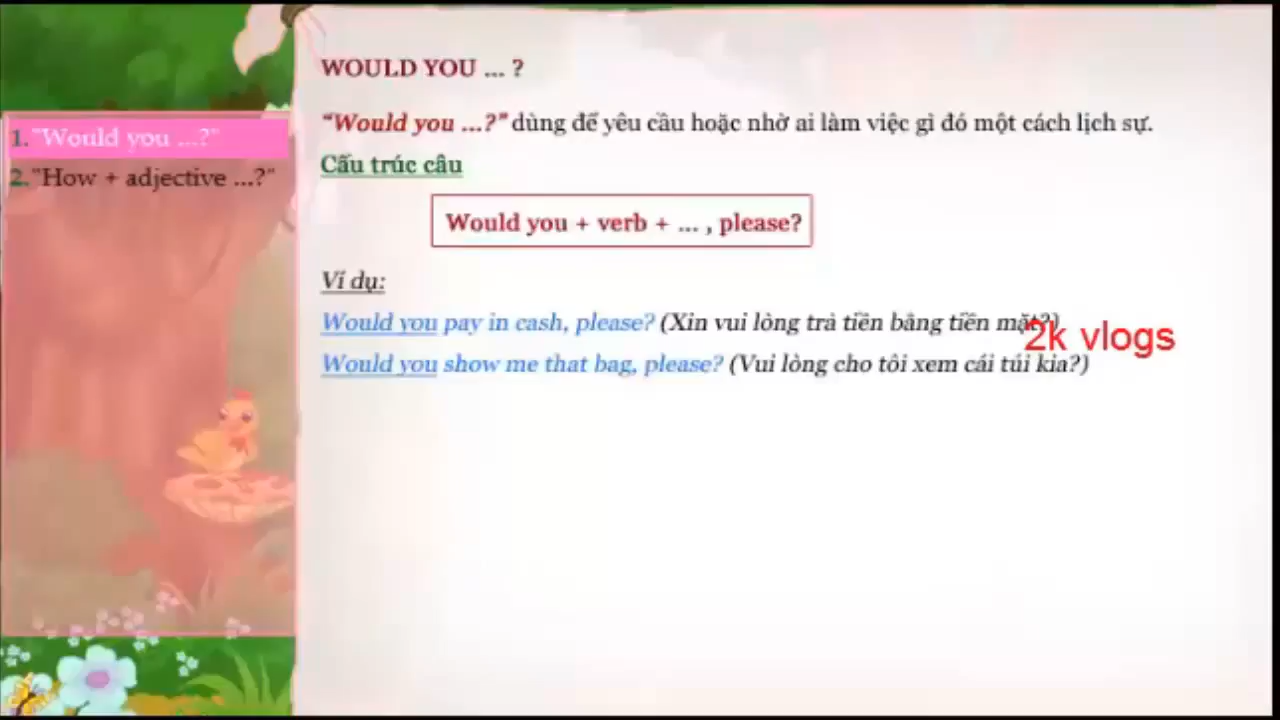 WOULD YOU ... ?
"Would you ...?" dùng để yêu cầu hoặc nhờ ai làm việc gì đó một cách lịch sự.
Cấu trúc câu
Would you + verb + ... , please?
Ví dụ:
Would you pay in cash, please? (Xin vui lòng trả tiền bằng tiền mặt?)
Would you show me that bag, please? (Vui lòng cho tôi xem cái túi kia?)
2k vlogs
1. "Would you ...?"
2. "How + adjective ...?"